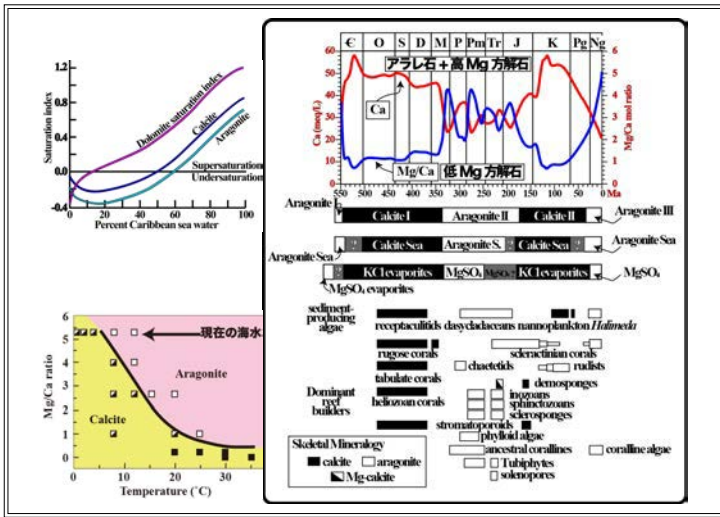 1.2
0.8
0.4
0.0
-0.4
Saturation index
Dolomite saturation index
Calcite
Aragonite
Supersaturation
Undersaturation
0 20 40 60 80 100
Percent Caribbean sea water
6
5
4
3
2
1
0
Mg/Ca ratio
現在の海水
Aragonite
Calcite
0 10 20 30
Temperature (˚C)
Є O S D M P Pm Tr J K Pg Ng
60
50
40
30
20
10
0
Ca (meq/L)
アラレ石 + 高 Mg 方解石
Ca
Mg/Ca
低 Mg 方解石
6
5
4
3
2
1
0
Mg/Ca mol ratio
550 500 450 400 350 300 250 200 150 100 50 0
Ma
Aragonite
Calcite I Aragonite II Calcite II
Aragonite III
Calcite Sea Aragonite S. Calcite Sea
Aragonite Sea
Aragonite Sea
KCl evaporites MgSO₄ KCl evaporites
MgSO₄
MgSO₄ evaporites
sediment-
producing
algae
receptaculitids dasycladaceans nannoplankton Halimeda
rugose corals scleractinian corals
tabulate corals chaetetids rudists
demosponges
Dominant
reef
builders
heliozoan corals
inozoans
sphinctozoans
sclerosponges
stromatoporoids
phylloid algae
ancestral corallines coralline algae
Tubiphytes
solenopores
Skeletal Mineralogy
calcite aragonite
Mg-calcite